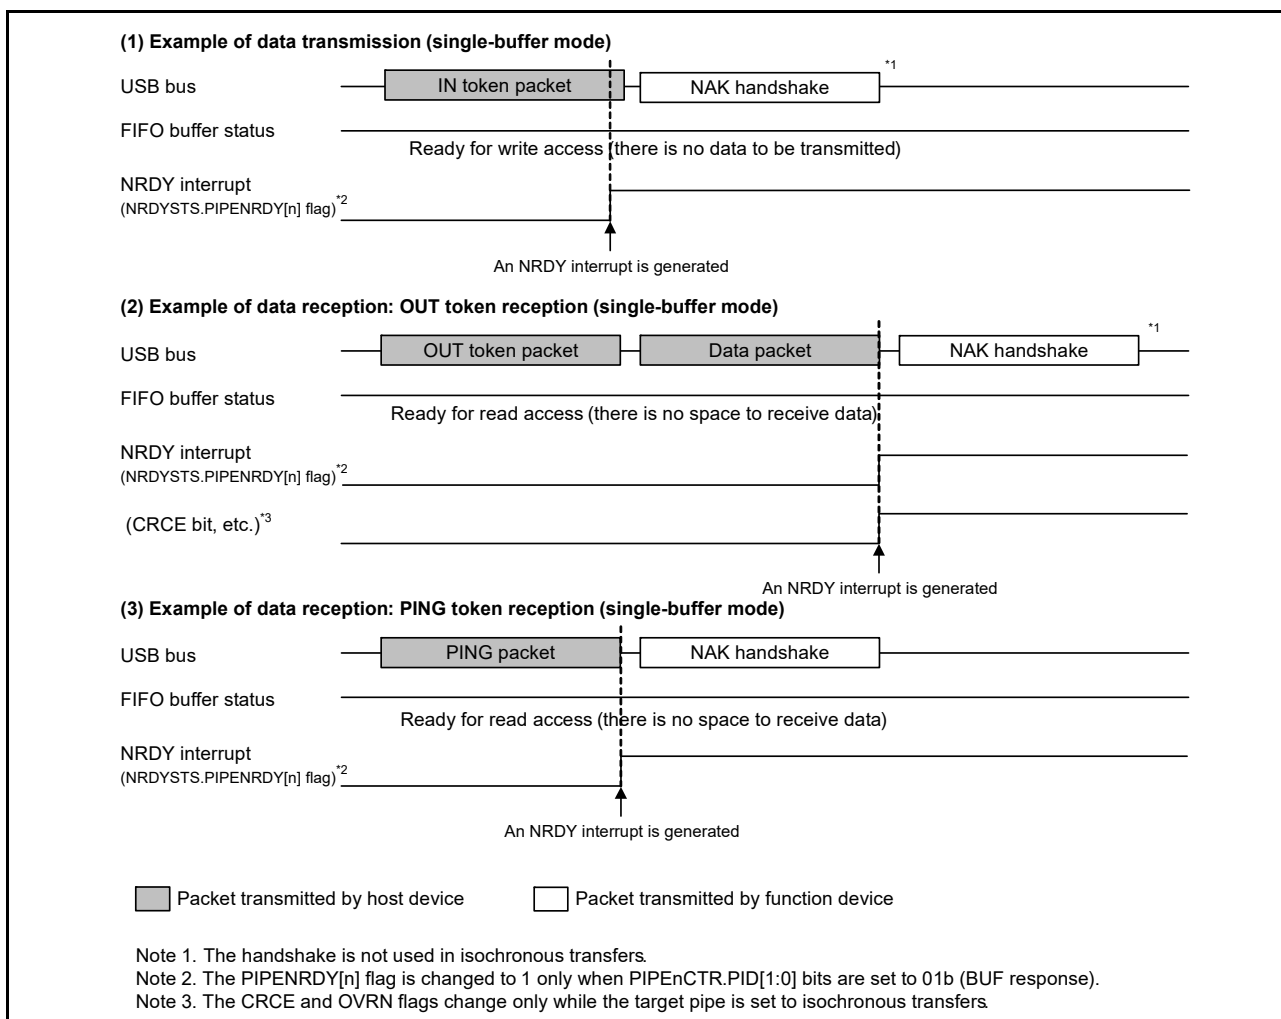 (1) Example of data transmission (single-buffer mode)
USB bus
IN token packet
NAK handshake
*1
FIFO buffer status
Ready for write access (there is no data to be transmitted)
NRDY interrupt
(NRDYSTS.PIPENRDY[n] flag)*2
An NRDY interrupt is generated
(2) Example of data reception: OUT token reception (single-buffer mode)
USB bus
OUT token packet
Data packet
NAK handshake
*1
FIFO buffer status
Ready for read access (there is no space to receive data)
NRDY interrupt
(NRDYSTS.PIPENRDY[n] flag)*2
(CRCE bit, etc.)*3
An NRDY interrupt is generated
(3) Example of data reception: PING token reception (single-buffer mode)
USB bus
PING packet
NAK handshake
FIFO buffer status
Ready for read access (there is no space to receive data)
NRDY interrupt
(NRDYSTS.PIPENRDY[n] flag)*2
An NRDY interrupt is generated
Packet transmitted by host device
Packet transmitted by function device
Note 1. The handshake is not used in isochronous transfers.
Note 2. The PIPENRDY[n] flag is changed to 1 only when PIPEnCTR.PID[1:0] bits are set to 01b (BUF response).
Note 3. The CRCE and OVRN flags change only while the target pipe is set to isochronous transfers.